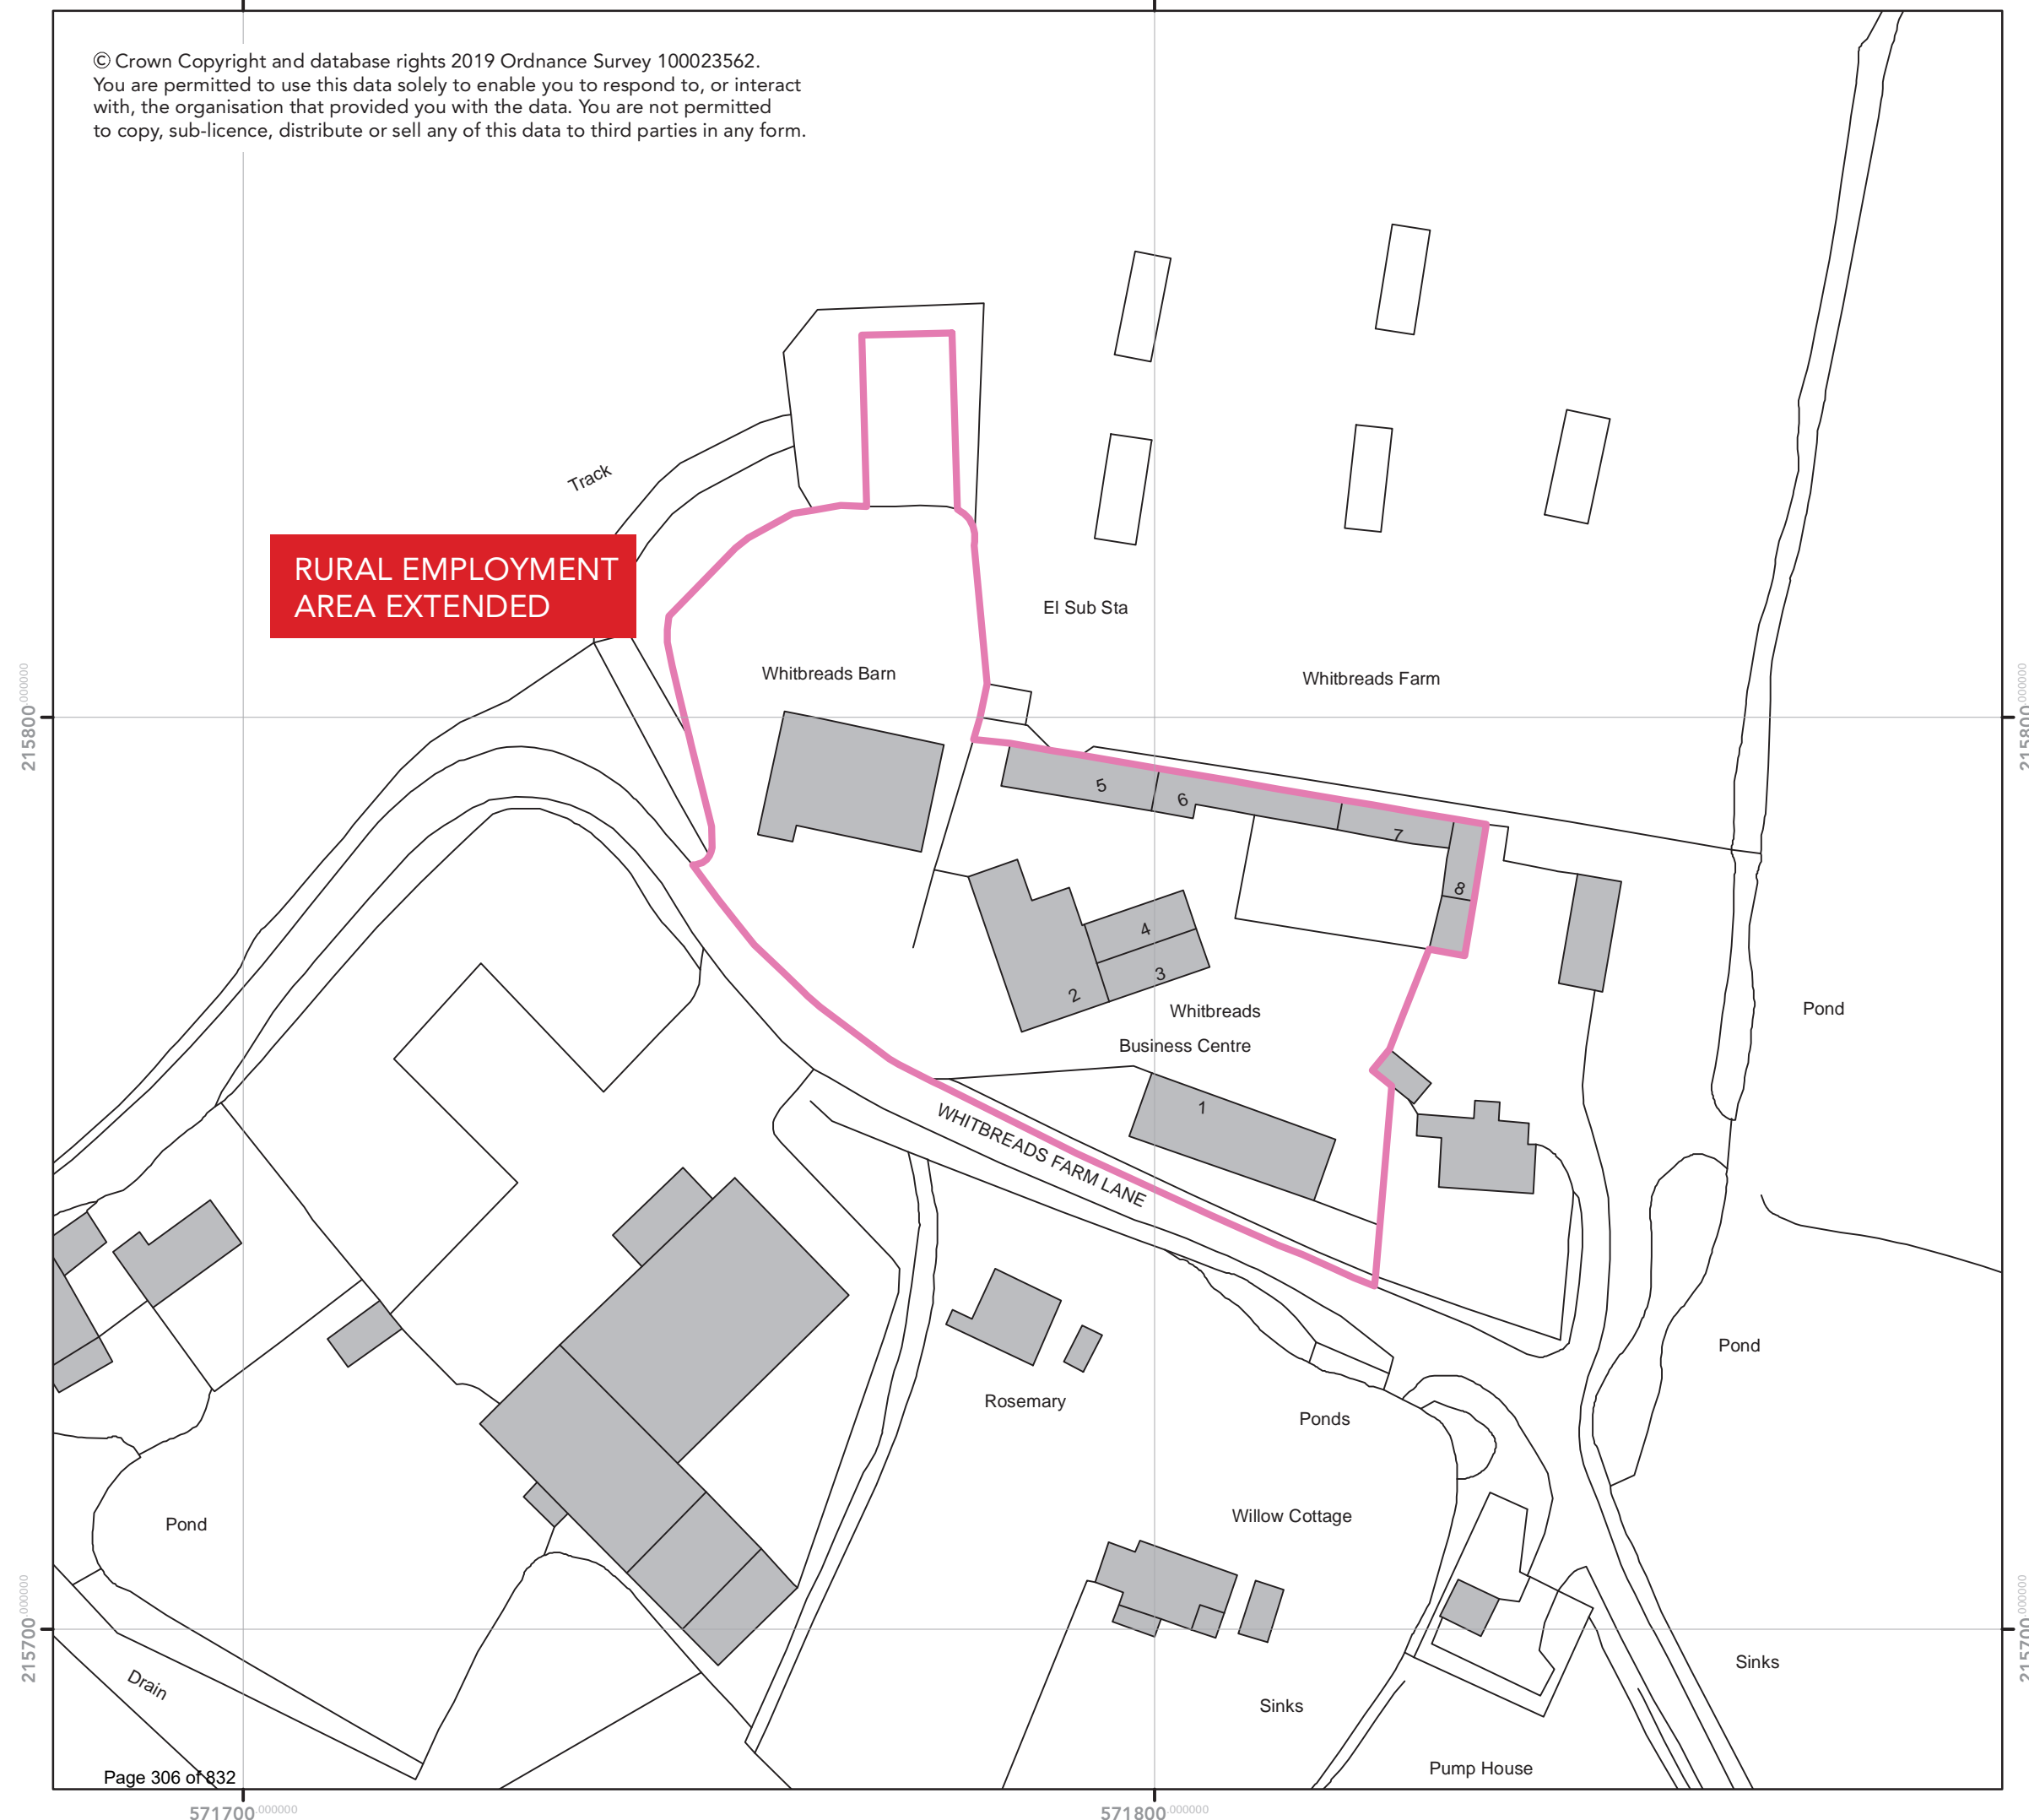 © Crown Copyright and database rights 2019 Ordnance Survey 100023562.
You are permitted to use this data solely to enable you to respond to, or interact
with, the organisation that provided you with the data. You are not permitted
to copy, sub-licence, distribute or sell any of this data to third parties in any form.
Track
RURAL EMPLOYMENT
AREA EXTENDED
El Sub Sta
Whitbreads Barn
Whitbreads Farm
215800.000000
215800.000000
5
6
7
8
4
3
2
Whitbreads
Business Centre
Pond
1
WHITBREADS FARM LANE
Pond
Rosemary
Ponds
Willow Cottage
Pond
215700.000000
215700.000000
Drain
Sinks
Sinks
Pump House
Page 306 of 832
571700.000000
571800.000000